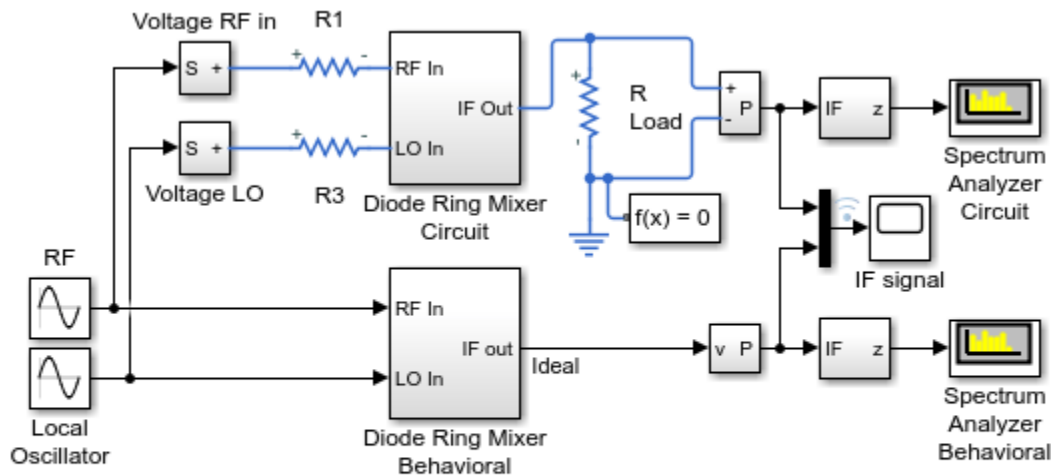 Voltage RF in
R1
S +
+ -
RF In
IF Out
LO In
Diode Ring Mixer
Circuit
S +
+ -
Voltage LO
R3
+
-
R
Load
+
-
P
IF z
Spectrum
Analyzer
Circuit
f(x) = 0
IF signal
RF
Local
Oscillator
RF In
IF out
LO In
Diode Ring Mixer
Behavioral
Ideal
v P
IF z
Spectrum
Analyzer
Behavioral